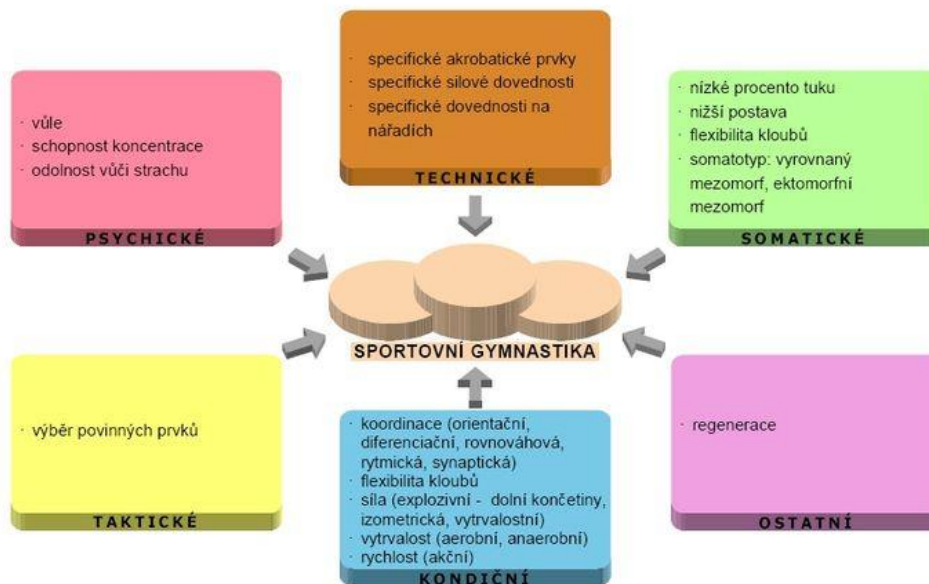 · vůle
· schopnost koncentrace
· odolnost vůči strachu
PSYCHICKÉ
· specifické akrobatické prvky
· specifické silové dovednosti
· specifické dovednosti na
nářadích
TECHNICKÉ
· nízké procento tuku
· nižší postava
· flexibilita kloubů
· somatotyp: vyrovnaný
mezomorf, ektomorfní
mezomorf
SOMATICKÉ
SPORTOVNÍ GYMNASTIKA
· výběr povinných prvků
TAKTICKÉ
· koordinace (orientační,
diferenciační, rovnováhová,
rytmická, synaptická)
· flexibilita kloubů
· síla (explozivní - dolní končetiny,
izometrická, vytrvalostní)
· vytrvalost (aerobní, anaerobní)
· rychlost (akční)
KONDIČNÍ
· regenerace
OSTATNÍ